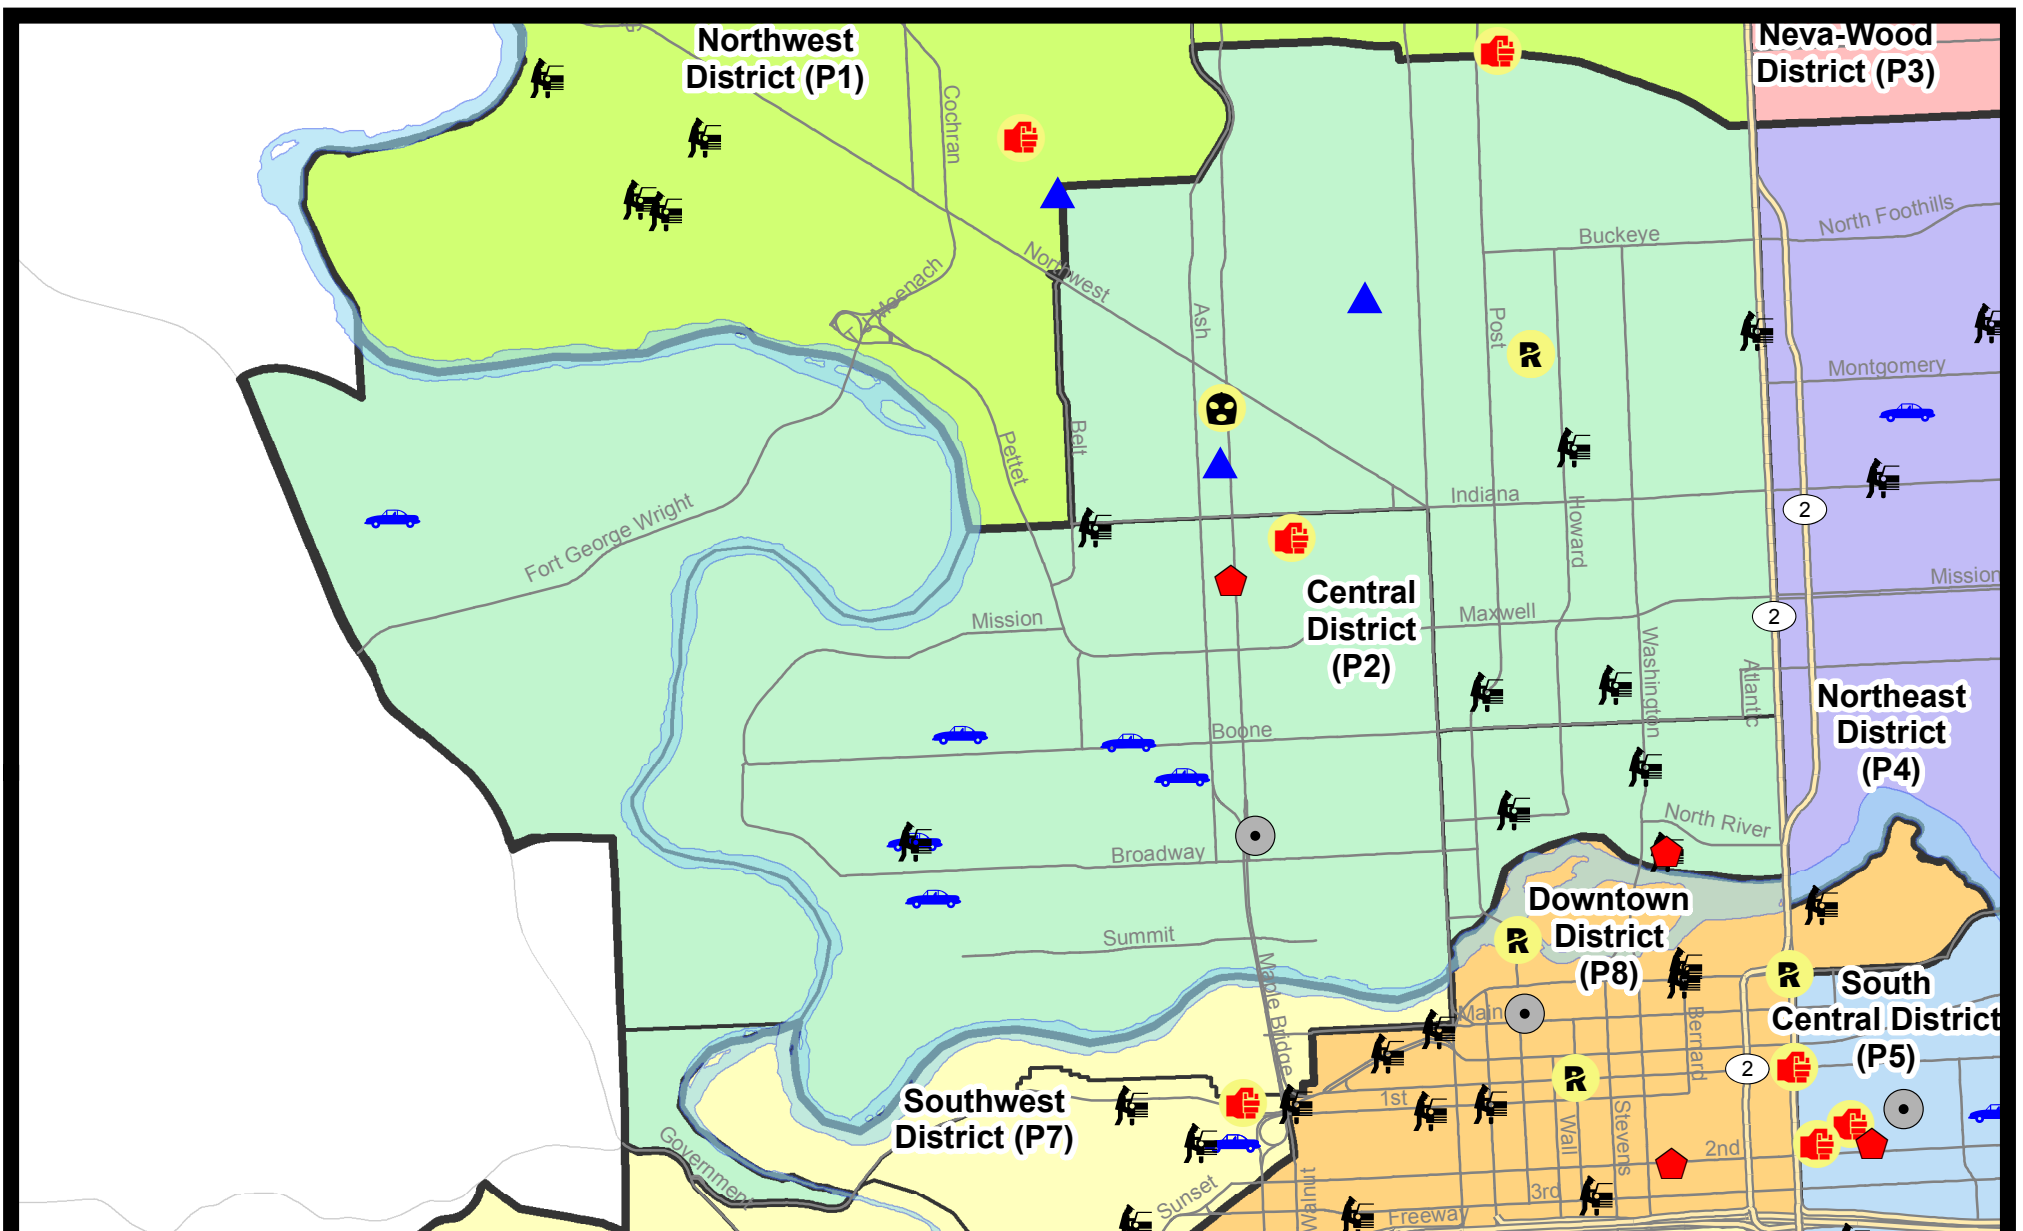 Northwest
District (P1)
Neva-Wood
District (P3)
Cochran
North Foothills
Buckeye
Northwest
T J Meenach
Ash
Post
Montgomery
Belt
Pettet
Indiana
2
Howard
Fort George Wright
Mission
Central
District
(P2)
Maxwell
Mission
2
Washington
Atlantic
Northeast
District
(P4)
Boone
North River
Broadway
Downtown
District
(P8)
Summit
Maple Bridge
South
Central District
(P5)
Main
Bernard
2
Southwest
District (P7)
1st
Wall
Stevens
Government
2nd
Sunset
Walnut
3rd
Freeway
R
R
R
R